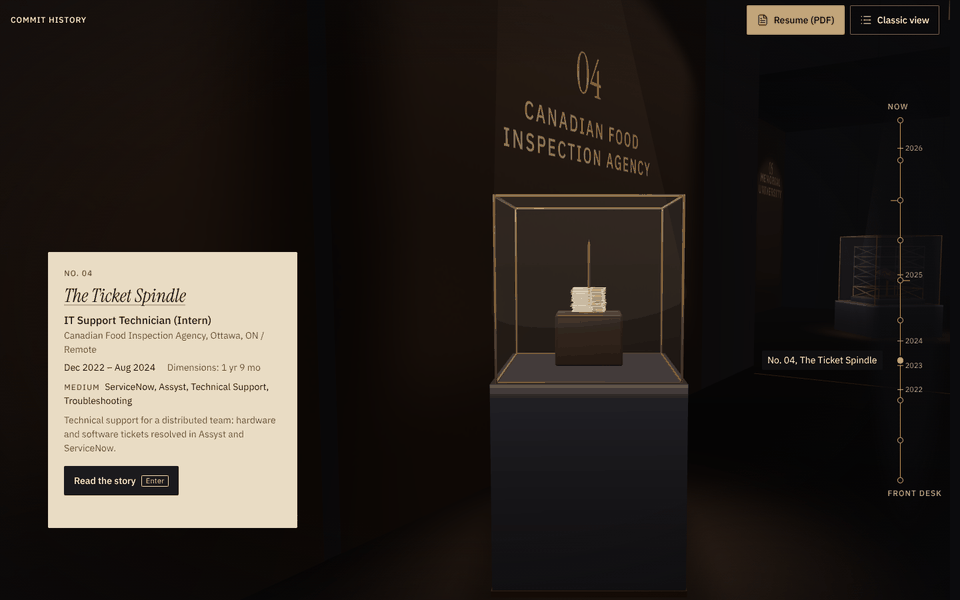 COMMIT HISTORY
Resume (PDF)
Classic view
04
CANADIAN FOOD
INSPECTION AGENCY
NOW
2026
2025
2024
No. 04, The Ticket Spindle
2023
2022
FRONT DESK
NO. 04
The Ticket Spindle
IT Support Technician (Intern)
Canadian Food Inspection Agency, Ottawa, ON /
Remote
Dec 2022 – Aug 2024 Dimensions: 1 yr 9 mo
MEDIUM ServiceNow, Assyst, Technical Support,
Troubleshooting
Technical support for a distributed team: hardware
and software tickets resolved in Assyst and
ServiceNow.
Read the story Enter